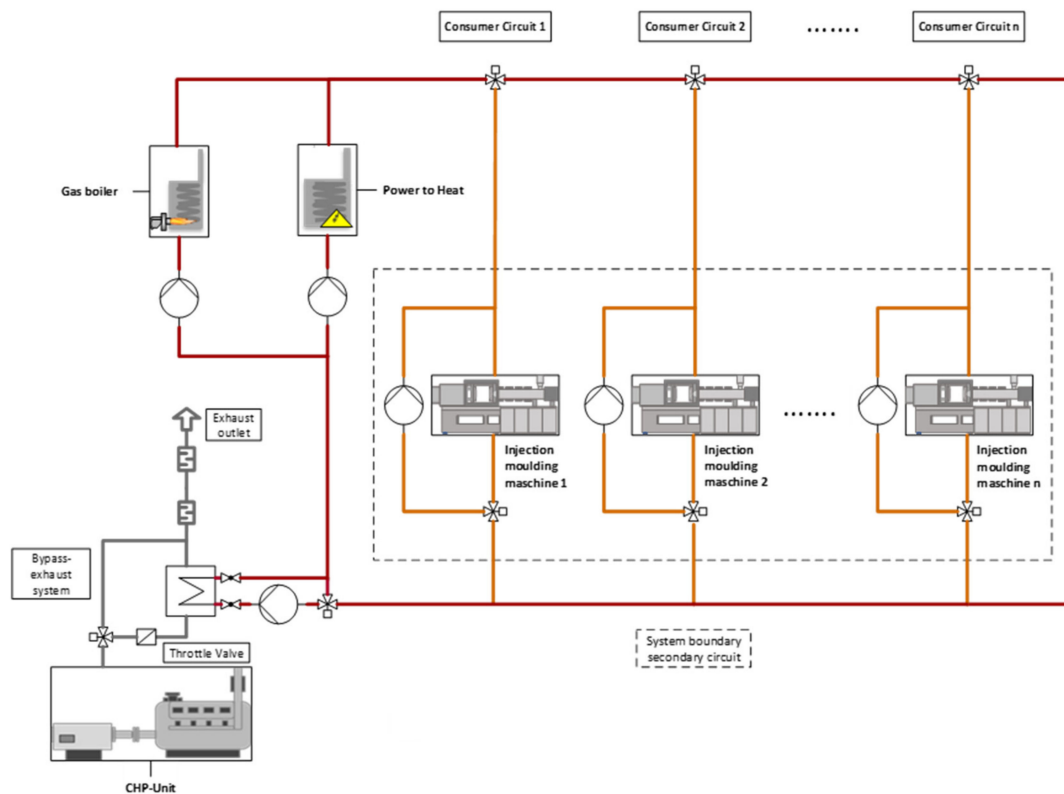 Consumer Circuit 1
Consumer Circuit 2
.......
Consumer Circuit n
Gas boiler
Power to Heat
Exhaust
outlet
.......
Injection
moulding
maschine 1
Injection
moulding
maschine 2
Injection
moulding
maschine n
Bypass-
exhaust
system
Throttle Valve
System boundary
secondary circuit
CHP-Unit